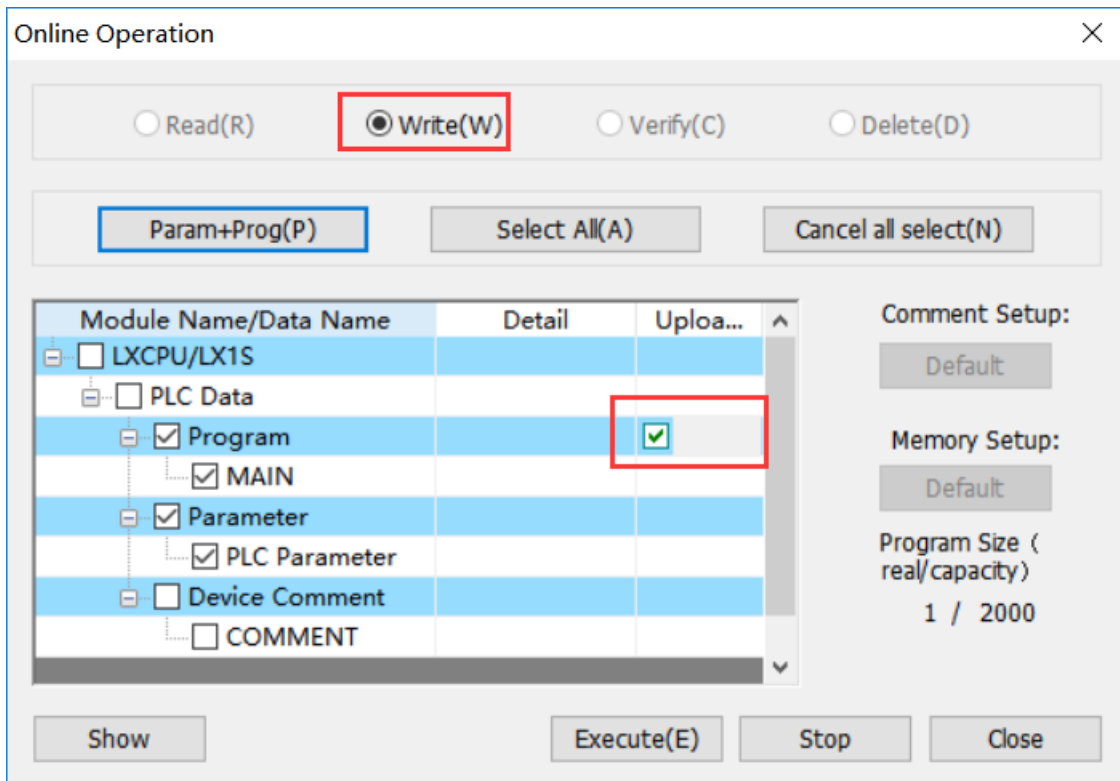 Online Operation
Read(R) Write(W) Verify(C) Delete(D)
Param+Prog(P) Select All(A) Cancel all select(N)
Module Name/Data Name Detail Uploa...
LXCPU/LX1S
PLC Data
Program
MAIN
Parameter
PLC Parameter
Device Comment
COMMENT
Comment Setup:
Default
Memory Setup:
Default
Program Size (
real/capacity)
1 / 2000
Show Execute(E) Stop Close